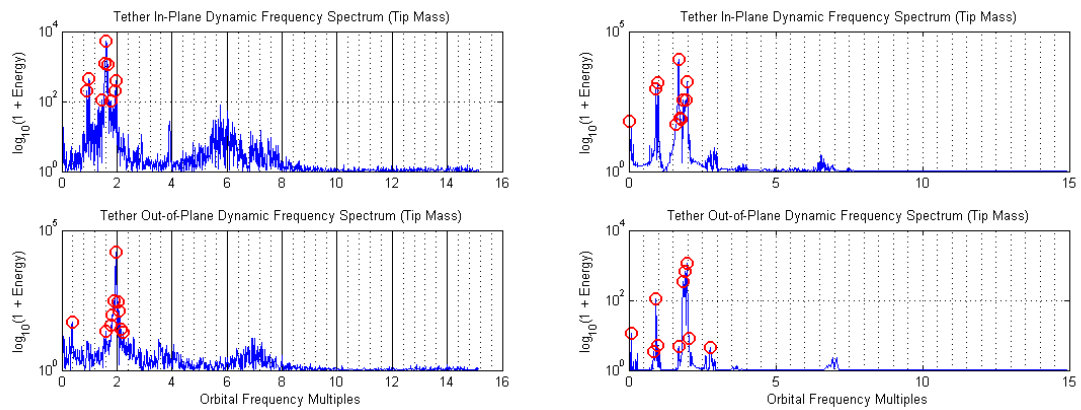 Tether In-Plane Dynamic Frequency Spectrum (Tip Mass)
log10(1 + Energy)
10^4
10^2
10^0
0 2 4 6 8 10 12 14 16
Tether In-Plane Dynamic Frequency Spectrum (Tip Mass)
log10(1 + Energy)
10^5
10^0
0 5 10 15
Tether Out-of-Plane Dynamic Frequency Spectrum (Tip Mass)
log10(1 + Energy)
10^5
10^0
0 2 4 6 8 10 12 14 16
Orbital Frequency Multiples
Tether Out-of-Plane Dynamic Frequency Spectrum (Tip Mass)
log10(1 + Energy)
10^4
10^2
10^0
0 5 10 15
Orbital Frequency Multiples